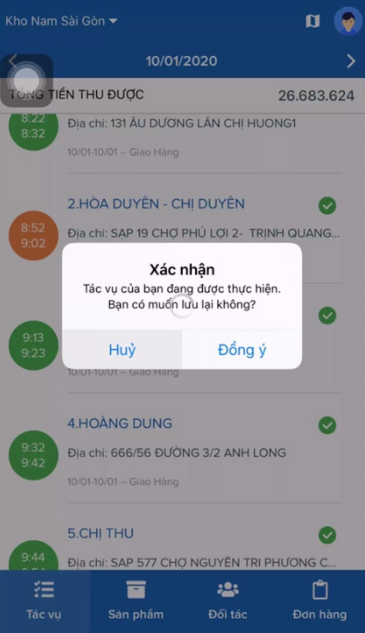 Kho Nam Sài Gòn
10/01/2020
TỔNG TIỀN THU ĐƯỢC 26.683.624
8:22
8:32
Địa chỉ: 131 ÂU DƯƠNG LÂN CHỊ HUONG1
10/01-10/01 – Giao Hàng
2.HÒA DUYÊN - CHỊ DUYÊN
8:52
9:02
Địa chỉ: SẠP 19 CHỢ PHÚ LỢI 2- TRỊNH QUANG...
Xác nhận
Tác vụ của bạn đang được thực hiện.
Bạn có muốn lưu lại không?
Huỷ Đồng ý
9:13
9:23
10/01-10/01 – Giao Hàng
4.HOÀNG DUNG
9:32
9:42
Địa chỉ: 666/56 ĐƯỜNG 3/2 ANH LONG
10/01-10/01 – Giao Hàng
5.CHỊ THU
9:44
Địa chỉ: SẠP 577 CHỢ NGUYỄN TRI PHƯƠNG C...
Tác vụ Sản phẩm Đối tác Đơn hàng